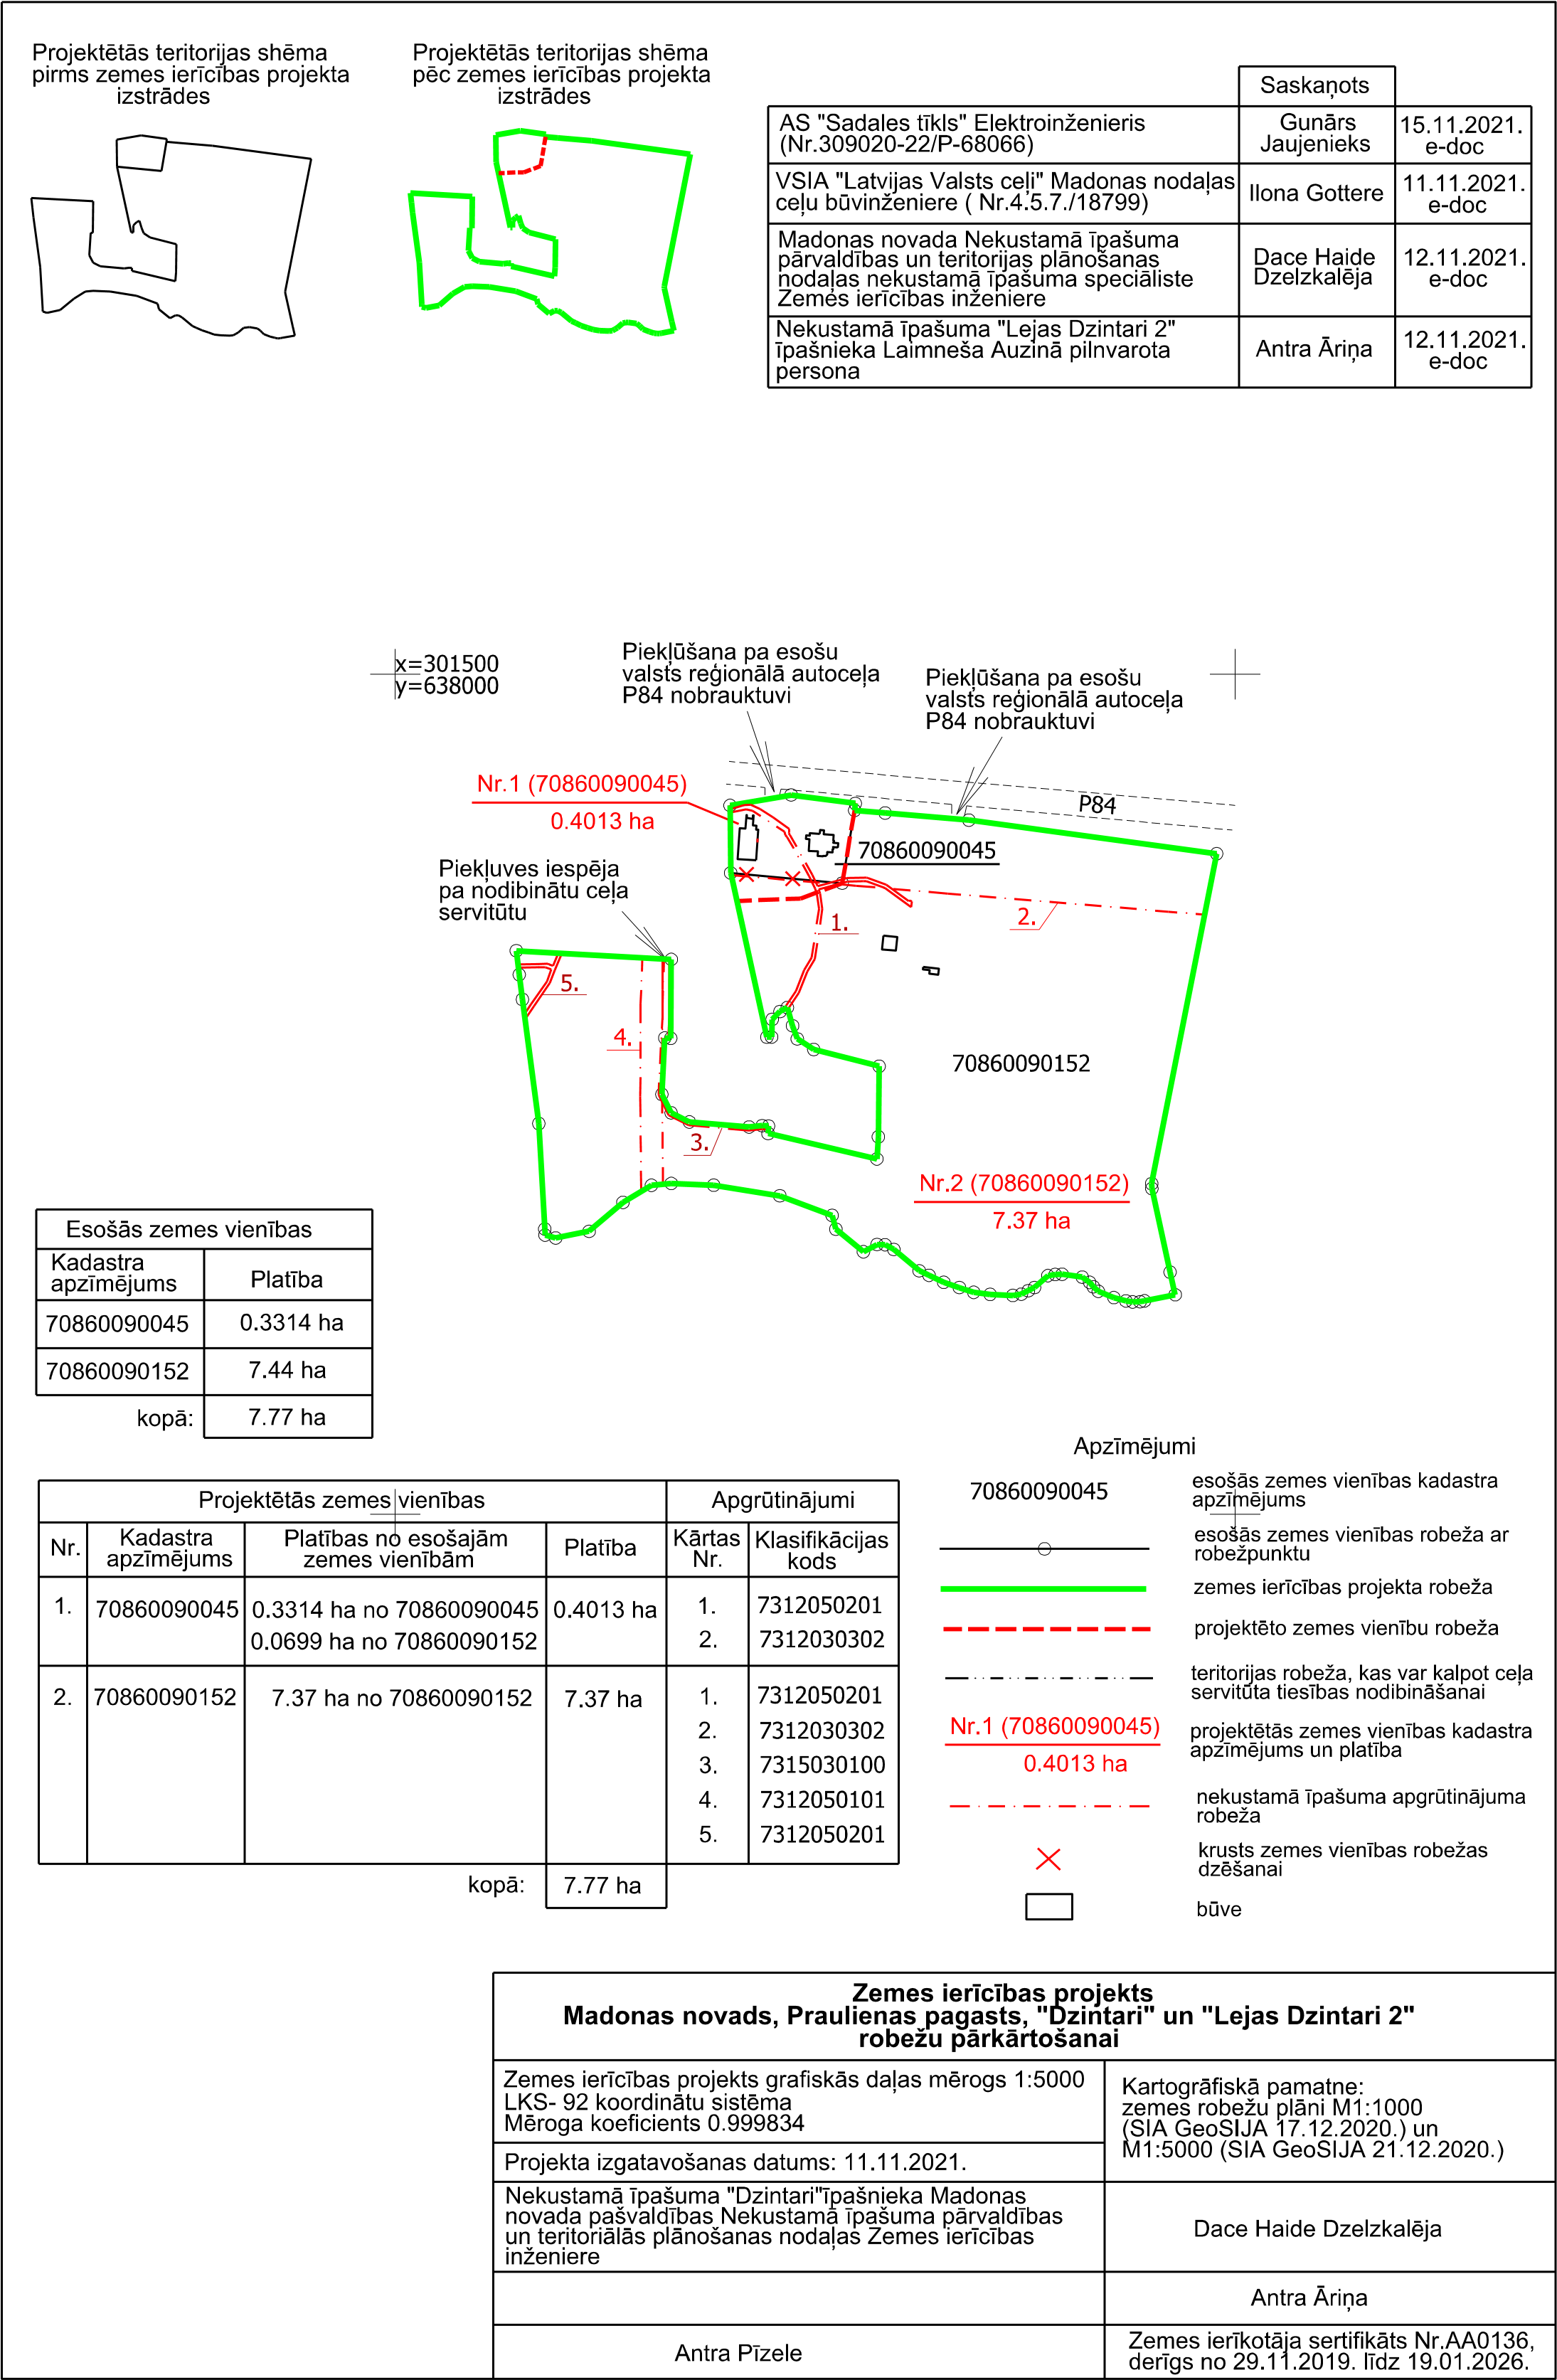 Projektētās teritorijas shēma
pirms zemes ierīcības projekta
izstrādes
Projektētās teritorijas shēma
pēc zemes ierīcības projekta
izstrādes
Saskaņots
AS "Sadales tīkls" Elektroinženieris
(Nr.309020-22/P-68066)
Gunārs
Jaujenieks
15.11.2021.
e-doc
VSIA "Latvijas Valsts ceļi" Madonas nodaļas
ceļu būvinženiere ( Nr.4.5.7./18799)
Ilona Gottere
11.11.2021.
e-doc
Madonas novada Nekustamā īpašuma
pārvaldības un teritorijas plānošanas
nodaļas nekustamā īpašuma speciāliste
Zemes ierīcības inženiere
Dace Haide
Dzelzkalēja
12.11.2021.
e-doc
Nekustamā īpašuma "Lejas Dzintari 2"
īpašnieka Laimneša Auzinā pilnvarota
persona
Antra Āriņa
12.11.2021.
e-doc
x=301500
y=638000
Piekļūšana pa esošu
valsts reģionālā autoceļa
P84 nobrauktuvi
Piekļūšana pa esošu
valsts reģionālā autoceļa
P84 nobrauktuvi
Nr.1 (70860090045)
0.4013 ha
P84
70860090045
Piekļuves iespēja
pa nodibinātu ceļa
servitūtu
1.
2.
5.
4.
3.
70860090152
Nr.2 (70860090152)
7.37 ha
Esošās zemes vienības
Kadastra
apzīmējums
Platība
70860090045
0.3314 ha
70860090152
7.44 ha
kopā:
7.77 ha
Projektētās zemes vienības
Apgrūtinājumi
Nr.
Kadastra
apzīmējums
Platības no esošajām
zemes vienībām
Platība
Kārtas
Nr.
Klasifikācijas
kods
1.
70860090045
0.3314 ha no 70860090045
0.0699 ha no 70860090152
0.4013 ha
1.
7312050201
2.
7312030302
2.
70860090152
7.37 ha no 70860090152
7.37 ha
1.
7312050201
2.
7312030302
3.
7315030100
4.
7312050101
5.
7312050201
kopā:
7.77 ha
Apzīmējumi
70860090045
esošās zemes vienības kadastra
apzīmējums
esošās zemes vienības robeža ar
robežpunktu
zemes ierīcības projekta robeža
projektēto zemes vienību robeža
teritorijas robeža, kas var kalpot ceļa
servitūta tiesības nodibināšanai
Nr.1 (70860090045)
0.4013 ha
projektētās zemes vienības kadastra
apzīmējums un platība
nekustamā īpašuma apgrūtinājuma
robeža
krusts zemes vienības robežas
dzēšanai
būve
Zemes ierīcības projekts
Madonas novads, Praulienas pagasts, "Dzintari" un "Lejas Dzintari 2"
robežu pārkārtošanai
Zemes ierīcības projekts grafiskās daļas mērogs 1:5000
LKS- 92 koordinātu sistēma
Mēroga koeficients 0.999834
Kartogrāfiskā pamatne:
zemes robežu plāni M1:1000
(SIA GeoSIJA 17.12.2020.) un
M1:5000 (SIA GeoSIJA 21.12.2020.)
Projekta izgatavošanas datums: 11.11.2021.
Nekustamā īpašuma "Dzintari"īpašnieka Madonas
novada pašvaldības Nekustamā īpašuma pārvaldības
un teritoriālās plānošanas nodaļas Zemes ierīcības
inženiere
Dace Haide Dzelzkalēja
Antra Āriņa
Antra Pīzele
Zemes ierīkotāja sertifikāts Nr.AA0136,
derīgs no 29.11.2019. līdz 19.01.2026.